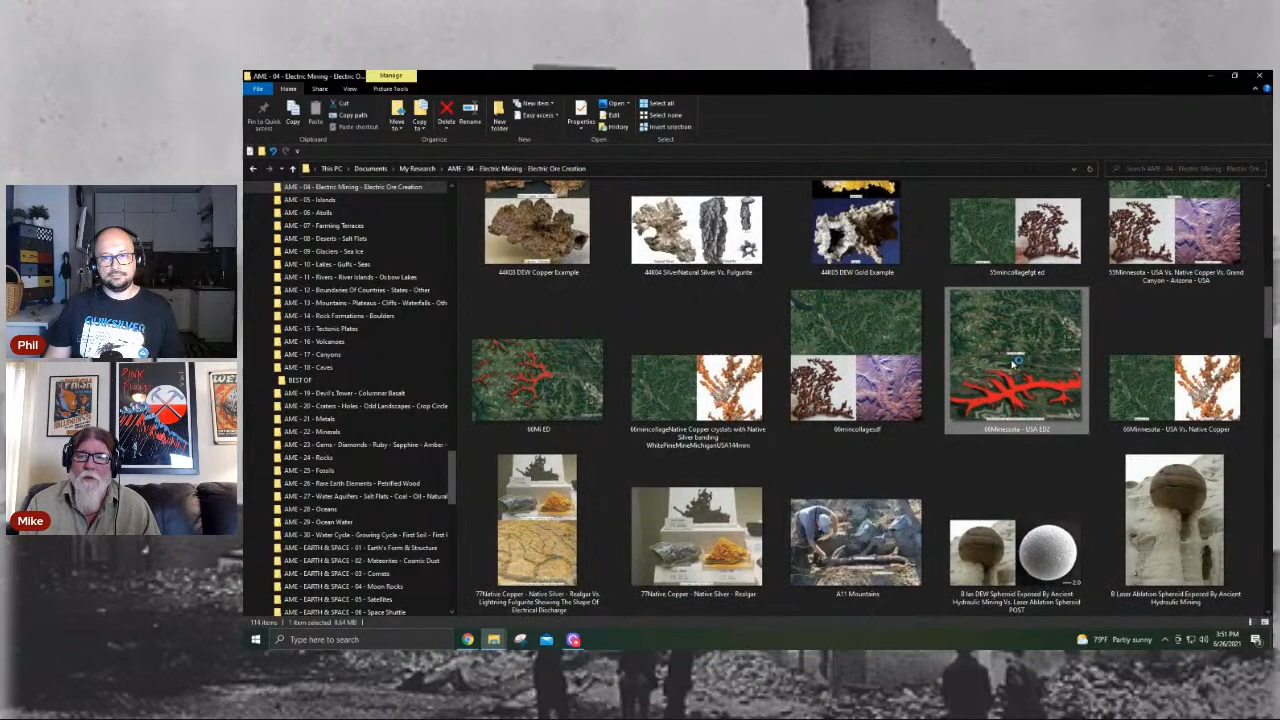 AME - 04 - Electric Mining - Electric O...
Manage
File
Home
Share
View
Picture Tools
Pin to Quick
access
Copy
Paste
Cut
Copy path
Paste shortcut
Clipboard
Move
to
Copy
to
Delete
Rename
Organize
New
folder
New item
Easy access
New
Properties
Open
Edit
History
Open
Select all
Select none
Invert selection
Select
This PC
Documents
My Research
AME - 04 - Electric Mining - Electric Ore Creation
Search AME - 04 - Electric Mining - Electric Ore ...
AME - 04 - Electric Mining - Electric Ore Creation
AME - 05 - Islands
AME - 06 - Atolls
AME - 07 - Farming Terraces
AME - 08 - Deserts - Salt Flats
AME - 09 - Glaciers - Sea Ice
AME - 10 - Lakes - Gulfs - Seas
AME - 11 - Rivers - River Islands - Oxbow Lakes
AME - 12 - Boundaries Of Countries - States - Other
AME - 13 - Mountains - Plateaus - Cliffs - Waterfalls - Oth
AME - 14 - Rock Formations - Boulders
AME - 15 - Tectonic Plates
AME - 16 - Volcanoes
AME - 17 - Canyons
AME - 18 - Caves
BEST OF
AME - 19 - Devil's Tower - Columnar Basalt
AME - 20 - Craters - Holes - Odd Landscapes - Crop Circle
AME - 21 - Metals
AME - 22 - Minerals
AME - 23 - Gems - Diamonds - Ruby - Sapphire - Amber -
AME - 24 - Rocks
AME - 25 - Fossils
AME - 26 - Rare Earth Elements - Petrified Wood
AME - 27 - Water Aquifers - Salt Flats - Coal - Oil - Natural
AME - 28 - Oceans
AME - 29 - Ocean Water
AME - 30 - Water Cycle - Growing Cycle - First Soil - First
AME - EARTH & SPACE - 01 - Earth's Form & Structure
AME - EARTH & SPACE - 02 - Meteorites - Cosmic Dust
AME - EARTH & SPACE - 03 - Comets
AME - EARTH & SPACE - 04 - Moon Rocks
AME - EARTH & SPACE - 05 - Satellites
AME - EARTH & SPACE - 06 - Space Shuttle
44K03 DEW Copper Example
44K04 SilverNatural Silver Vs. Fulgurite
44K05 DEW Gold Example
55mincollagefgt ed
55Minnesota - USA Vs. Native Copper Vs. Grand
Canyon - Arizona - USA
66Mi ED
66mincollageNative Copper crystals with Native
Silver banding
WhitePineMineMichiganUSA144mm
66mincollagesdf
66Minessota - USA ED2
66Minnesota - USA Vs. Native Copper
77Native Copper - Native Silver - Realgar Vs.
Lightning Fulgurite Showing The Shape Of
Electrical Discharge
77Native Copper - Native Silver - Realgar
A11 Mountains
B las DEW Spheroid Exposed By Ancient
Hydraulic Mining Vs. Laser Ablation Spheroid
POST
B Laser Ablation Spheroid Exposed By Ancient
Hydraulic Mining
114 items
1 item selected 8.64 MB
Type here to search
79°F Partly sunny
3:51 PM
6/26/2021
QUIKSILVER
Phil
PHISH
PINK
WE
Mike